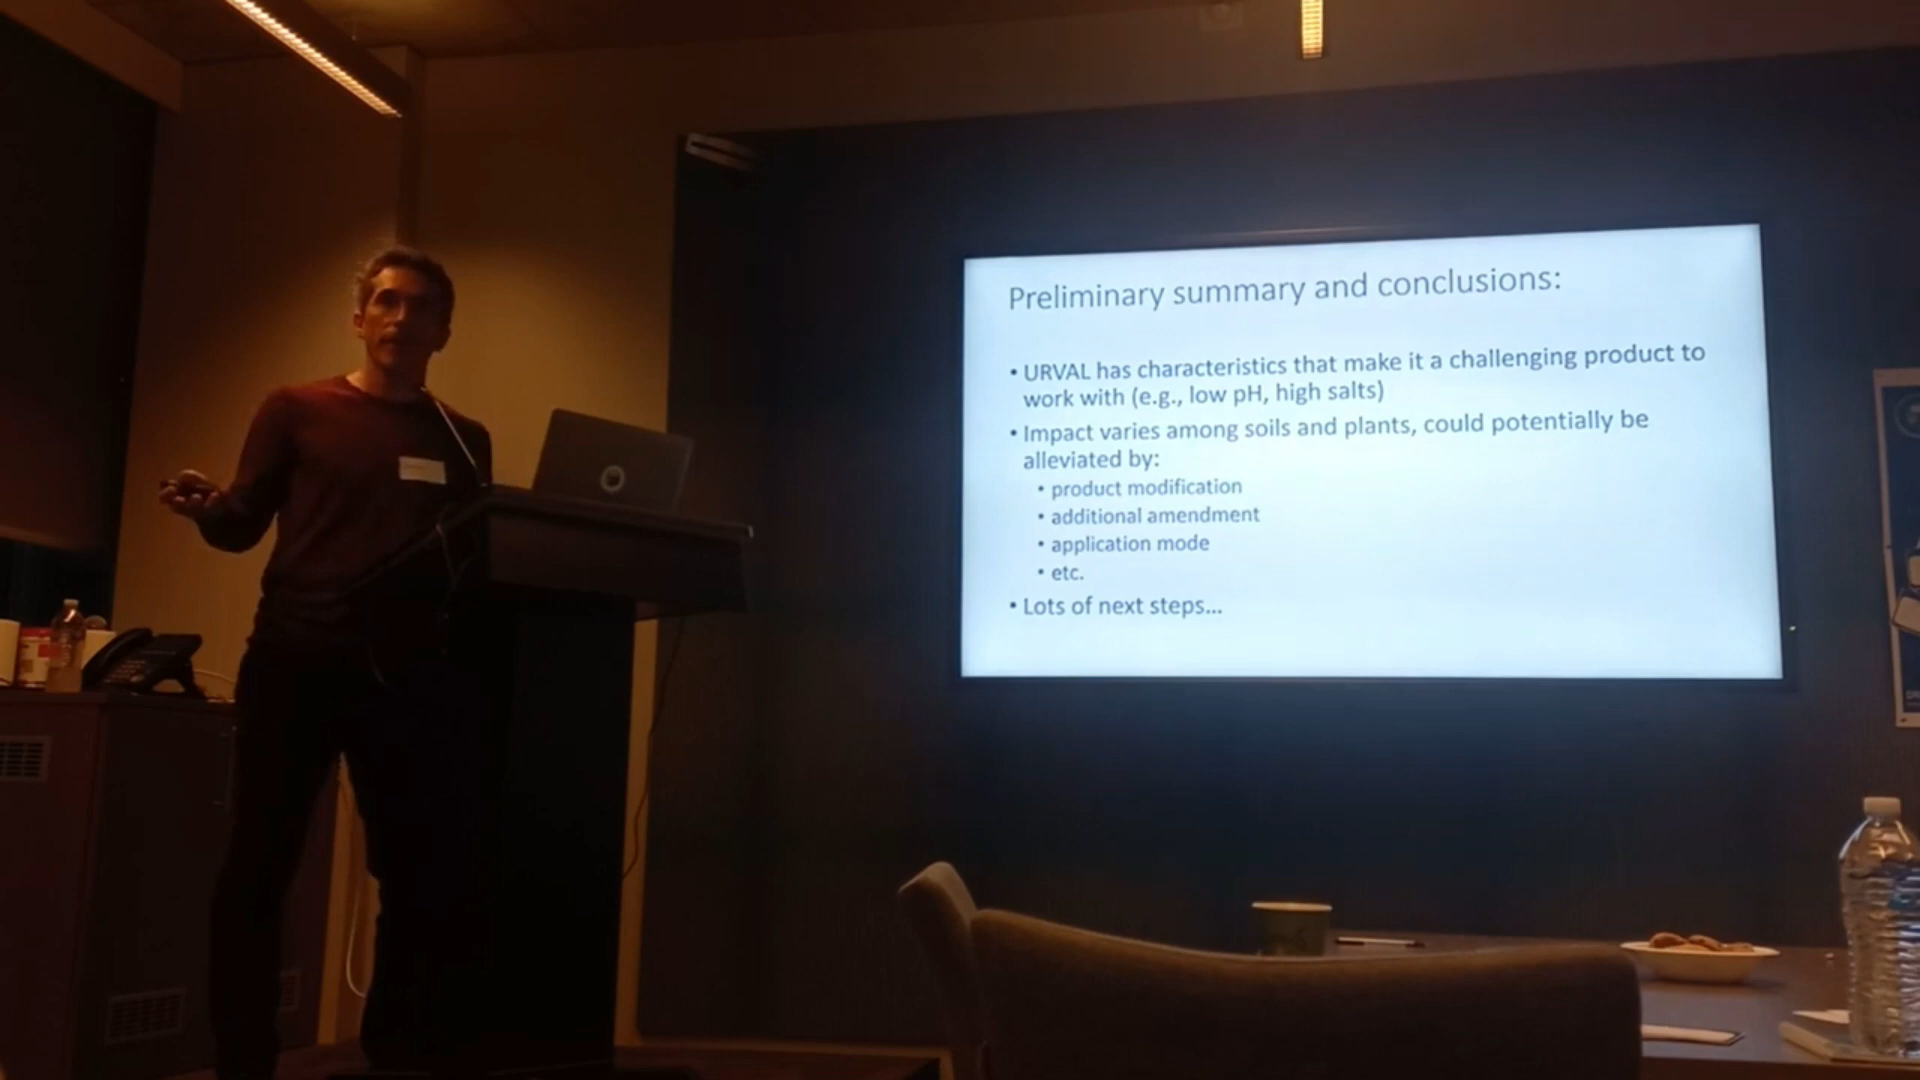 Preliminary summary and conclusions:
• URVAL has characteristics that make it a challenging product to
work with (e.g., low pH, high salts)
• Impact varies among soils and plants, could potentially be
alleviated by:
• product modification
• additional amendment
• application mode
• etc.
• Lots of next steps...